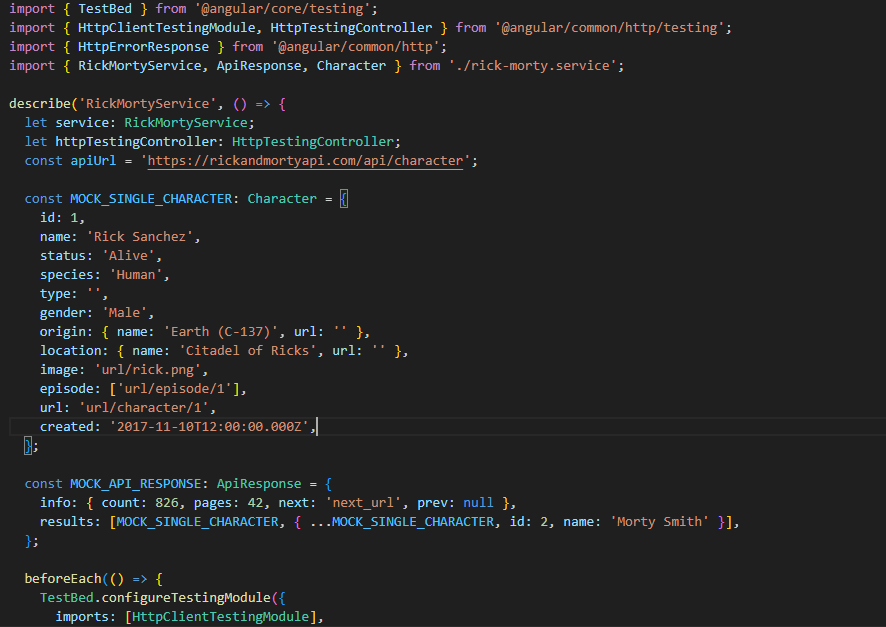 import { TestBed } from '@angular/core/testing';
import { HttpClientTestingModule, HttpTestingController } from '@angular/common/http/testing';
import { HttpErrorResponse } from '@angular/common/http';
import { RickMortyService, ApiResponse, Character } from './rick-morty.service';

describe('RickMortyService', () => {
  let service: RickMortyService;
  let httpTestingController: HttpTestingController;
  const apiUrl = 'https://rickandmortyapi.com/api/character';

  const MOCK_SINGLE_CHARACTER: Character = {
    id: 1,
    name: 'Rick Sanchez',
    status: 'Alive',
    species: 'Human',
    type: '',
    gender: 'Male',
    origin: { name: 'Earth (C-137)', url: '' },
    location: { name: 'Citadel of Ricks', url: '' },
    image: 'url/rick.png',
    episode: ['url/episode/1'],
    url: 'url/character/1',
    created: '2017-11-10T12:00:00.000Z',
  };

  const MOCK_API_RESPONSE: ApiResponse = {
    info: { count: 826, pages: 42, next: 'next_url', prev: null },
    results: [MOCK_SINGLE_CHARACTER, { ...MOCK_SINGLE_CHARACTER, id: 2, name: 'Morty Smith' }],
  };

  beforeEach(() => {
    TestBed.configureTestingModule({
      imports: [HttpClientTestingModule],